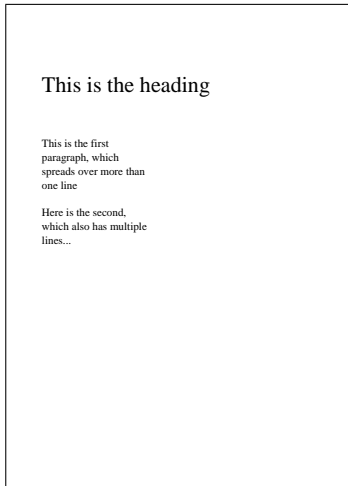 This is the heading
This is the first
paragraph, which
spreads over more than
one line
Here is the second,
which also has multiple
lines...